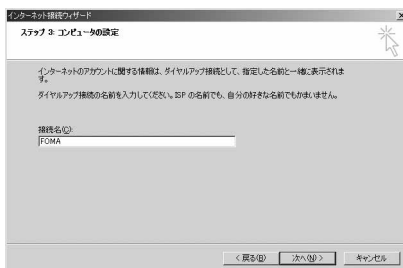 インターネット接続ウィザード
ステップ 3: コンピュータの設定
インターネットのアカウントに関する情報は、ダイヤルアップ接続として、指定した名前と一緒に表示されま
す。
ダイヤルアップ接続の名前を入力してください。ISP の名前でも、自分の好きな名前でもかまいません。
接続名(C):
FOMA
< 戻る(B)
次へ(N) >
キャンセル